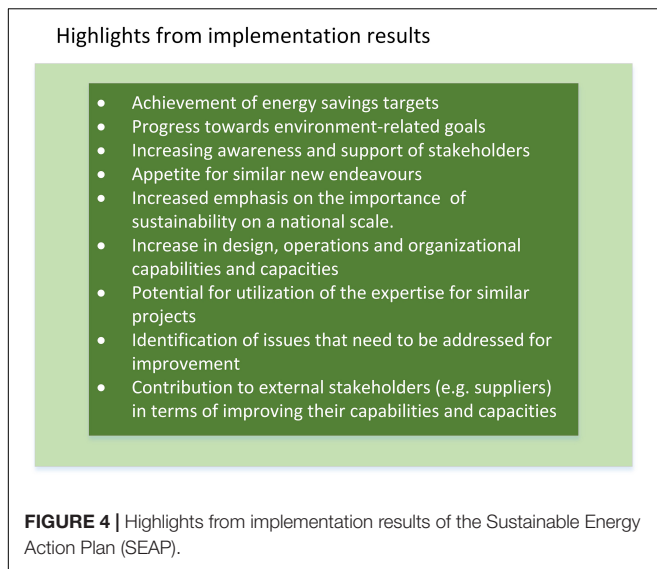 Highlights from implementation results
• Achievement of energy savings targets
• Progress towards environment-related goals
• Increasing awareness and support of stakeholders
• Appetite for similar new endeavours
• Increased emphasis on the importance of
sustainability on a national scale.
• Increase in design, operations and organizational
capabilities and capacities
• Potential for utilization of the expertise for similar
projects
• Identification of issues that need to be addressed for
improvement
• Contribution to external stakeholders (e.g. suppliers)
in terms of improving their capabilities and capacities
FIGURE 4 | Highlights from implementation results of the Sustainable Energy
Action Plan (SEAP).